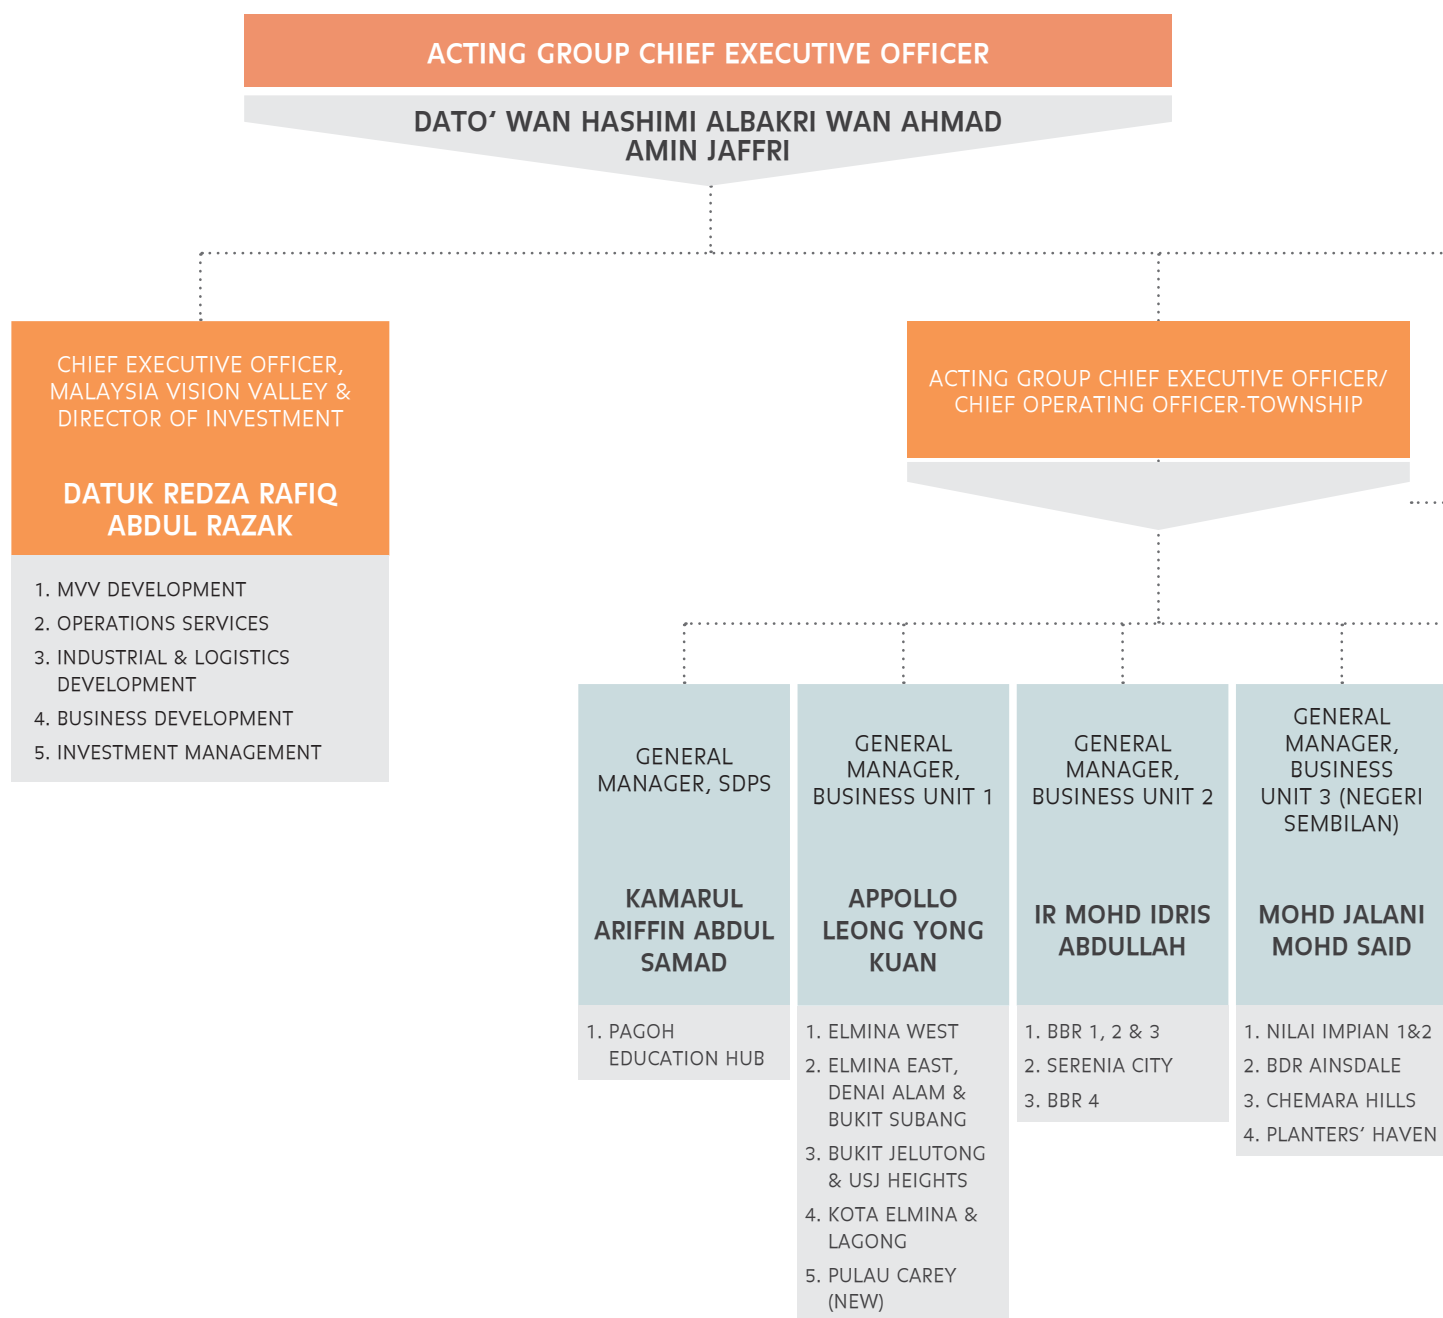 ACTING GROUP CHIEF EXECUTIVE OFFICER
DATO‘ WAN HASHIMI ALBAKRI WAN AHMAD
AMIN JAFFRI
CHIEF EXECUTIVE OFFICER,
MALAYSIA VISION VALLEY &
DIRECTOR OF INVESTMENT
DATUK REDZA RAFIQ
ABDUL RAZAK
1. MVV DEVELOPMENT
2. OPERATIONS SERVICES
3. INDUSTRIAL & LOGISTICS
DEVELOPMENT
4. BUSINESS DEVELOPMENT
5. INVESTMENT MANAGEMENT
ACTING GROUP CHIEF EXECUTIVE OFFICER/
CHIEF OPERATING OFFICER-TOWNSHIP
GENERAL
MANAGER, SDPS
KAMARUL
ARIFFIN ABDUL
SAMAD
1. PAGOH
EDUCATION HUB
GENERAL
MANAGER,
BUSINESS UNIT 1
APPOLLO
LEONG YONG
KUAN
1. ELMINA WEST
2. ELMINA EAST,
DENAI ALAM &
BUKIT SUBANG
3. BUKIT JELUTONG
& USJ HEIGHTS
4. KOTA ELMINA &
LAGONG
5. PULAU CAREY
(NEW)
GENERAL
MANAGER,
BUSINESS UNIT 2
IR MOHD IDRIS
ABDULLAH
1. BBR 1, 2 & 3
2. SERENIA CITY
3. BBR 4
GENERAL
MANAGER,
BUSINESS
UNIT 3 (NEGERI
SEMBILAN)
MOHD JALANI
MOHD SAID
1. NILAI IMPIAN 1&2
2. BDR AINSDALE
3. CHEMARA HILLS
4. PLANTERS‘ HAVEN